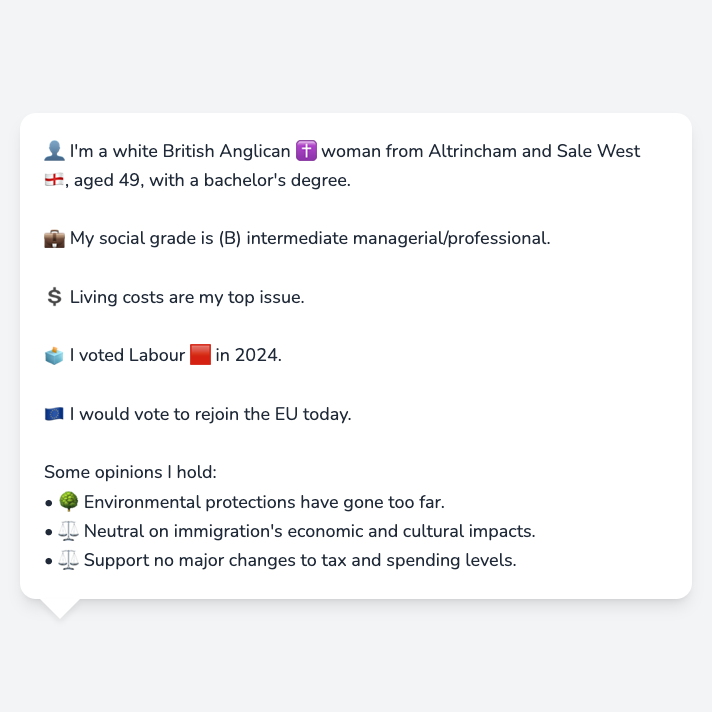 👤 I'm a white British Anglican ✝️ woman from Altrincham and Sale West
🏴󠁧󠁢󠁥󠁮󠁧󠁿, aged 49, with a bachelor's degree.
💼 My social grade is (B) intermediate managerial/professional.
💲 Living costs are my top issue.
🗳️ I voted Labour 🟥 in 2024.
🇪🇺 I would vote to rejoin the EU today.
Some opinions I hold:
• 🌳 Environmental protections have gone too far.
• ⚖️ Neutral on immigration's economic and cultural impacts.
• ⚖️ Support no major changes to tax and spending levels.